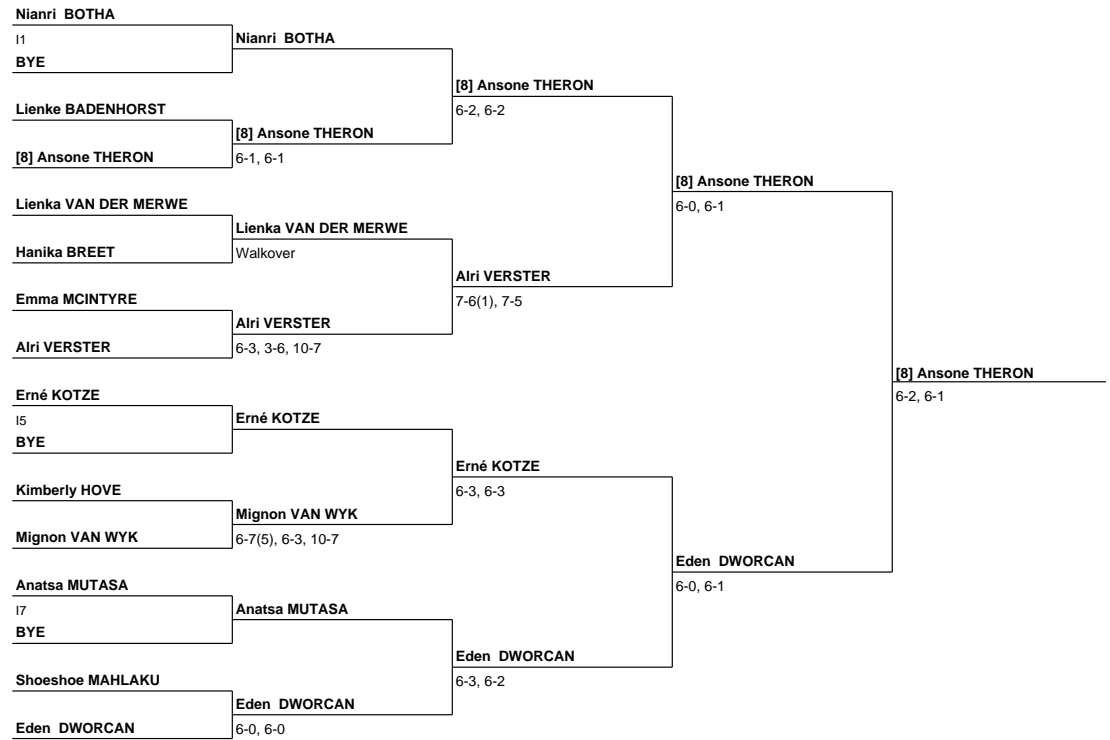 Nianri BOTHA
I1
BYE
Nianri BOTHA
Lienke BADENHORST
[8] Ansone THERON
[8] Ansone THERON
6-1, 6-1
[8] Ansone THERON
6-2, 6-2
Lienka VAN DER MERWE
Hanika BREET
Lienka VAN DER MERWE
Walkover
Emma MCINTYRE
Alri VERSTER
Alri VERSTER
6-3, 3-6, 10-7
Alri VERSTER
7-6(1), 7-5
[8] Ansone THERON
6-0, 6-1
Erné KOTZE
I5
BYE
Erné KOTZE
Kimberly HOVE
Mignon VAN WYK
Mignon VAN WYK
6-7(5), 6-3, 10-7
Erné KOTZE
6-3, 6-3
Anatsa MUTASA
I7
BYE
Anatsa MUTASA
Shoeshoe MAHLAKU
Eden DWORCAN
Eden DWORCAN
6-0, 6-0
Eden DWORCAN
6-3, 6-2
Eden DWORCAN
6-0, 6-1
[8] Ansone THERON
6-2, 6-1